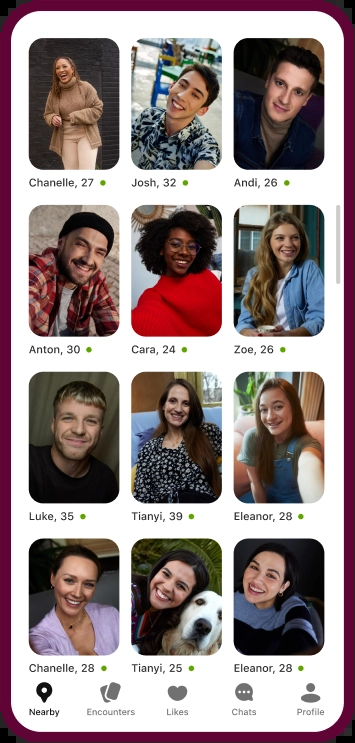 Chanelle, 27
Josh, 32
Andi, 26
Anton, 30
Cara, 24
Zoe, 26
Luke, 35
Tianyi, 39
Eleanor, 28
Chanelle, 28
Tianyi, 25
Eleanor, 28
Nearby
Encounters
Likes
Chats
Profile